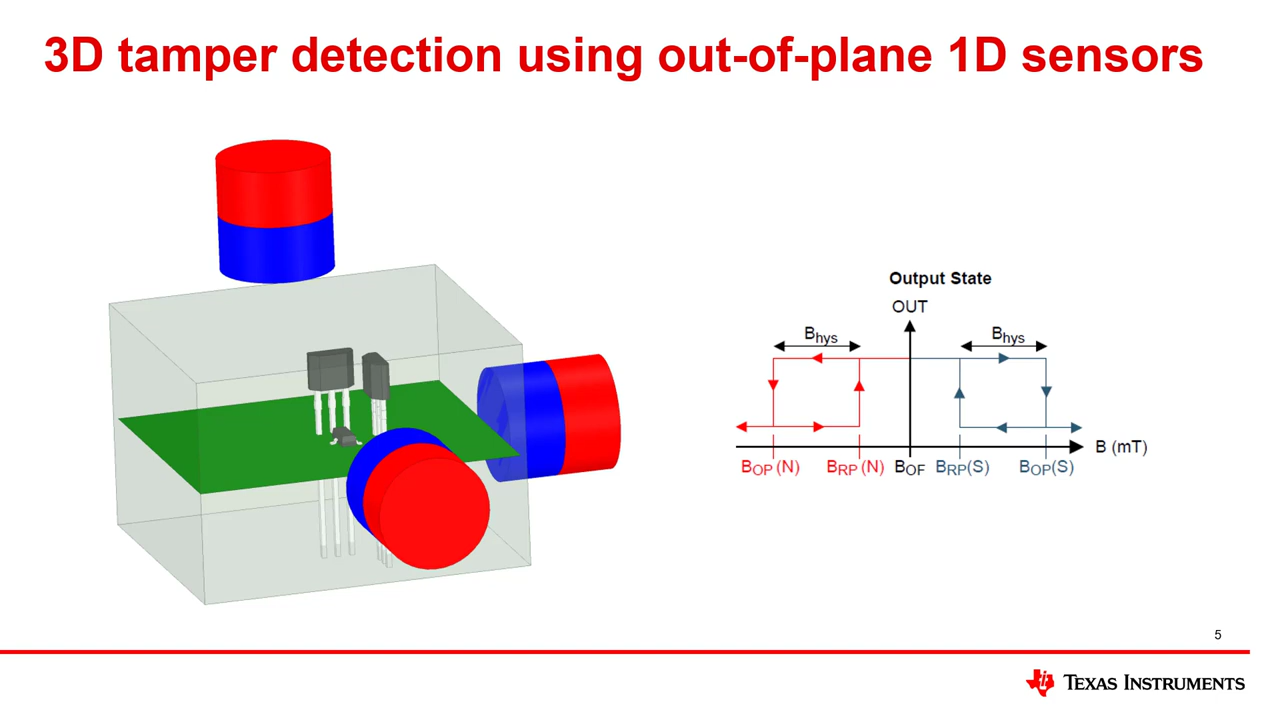 3D tamper detection using out-of-plane 1D sensors
Output State
OUT
Bhys
Bhys
B (mT)
BOP (N)
BRP (N)
BOF
BRP(S)
BOP(S)
5
TEXAS INSTRUMENTS